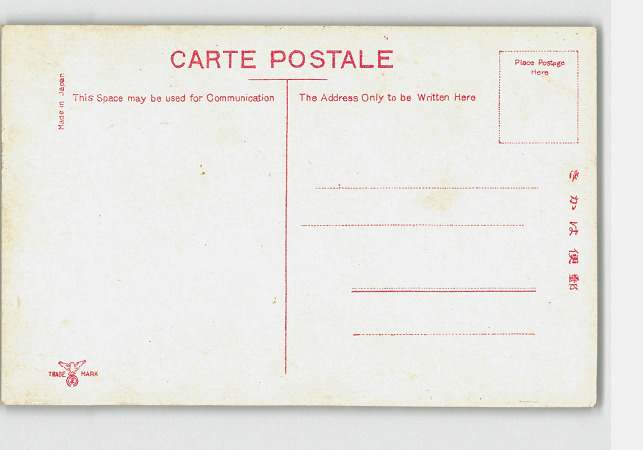 CARTE POSTALE
Place Postage
Here
Made in Japan
This Space may be used for Communication
The Address Only to be Written Here
きかは便郵
TRADE MARK